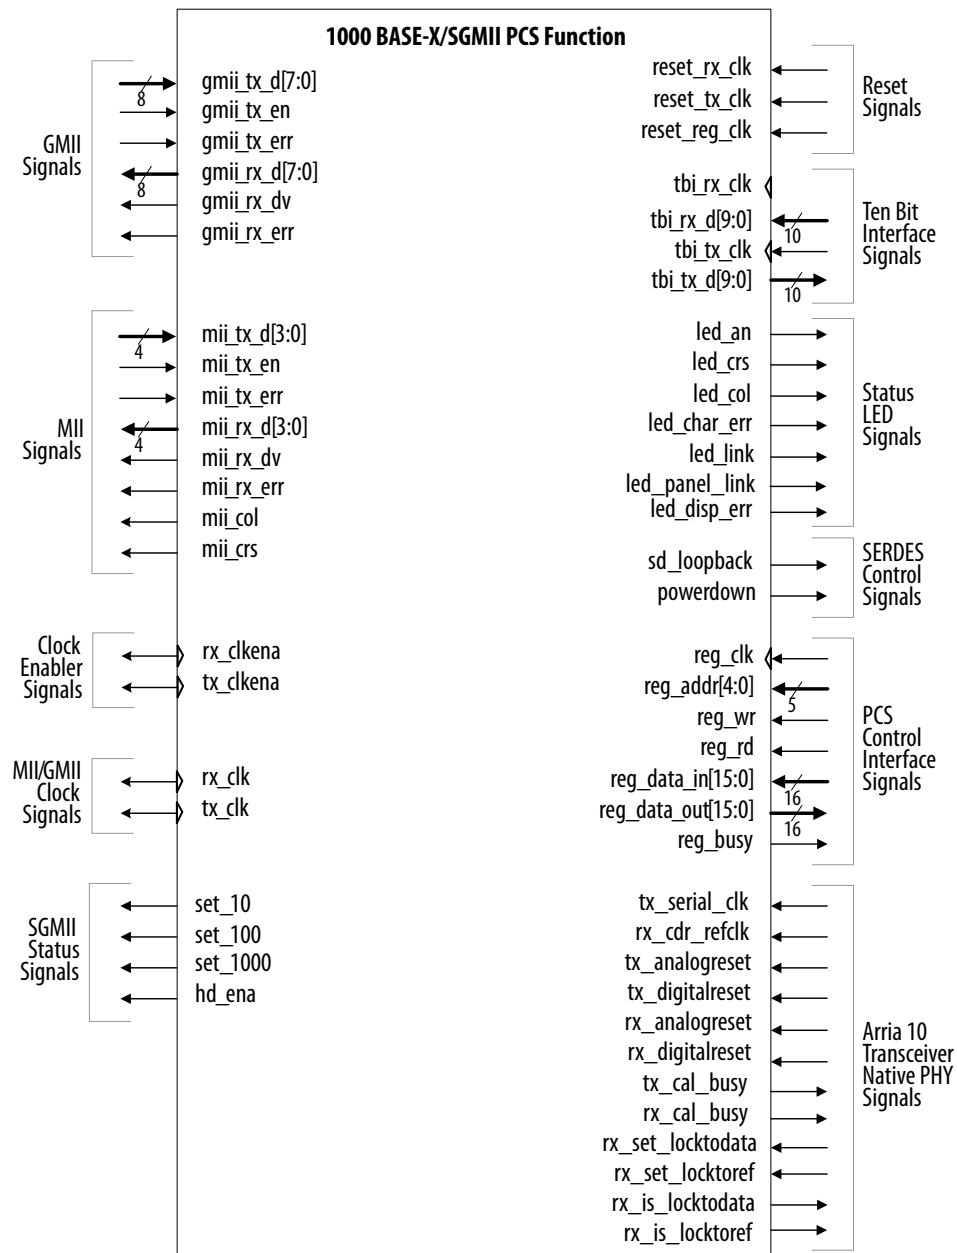 1000 BASE-X/SGMII PCS Function
GMII
Signals
gmii_tx_d[7:0]
8
gmii_tx_en
gmii_tx_err
gmii_rx_d[7:0]
8
gmii_rx_dv
gmii_rx_err
MII
Signals
mii_tx_d[3:0]
4
mii_tx_en
mii_tx_err
mii_rx_d[3:0]
4
mii_rx_dv
mii_rx_err
mii_col
mii_crs
Clock
Enabler
Signals
rx_clkena
tx_clkena
MII/GMII
Clock
Signals
rx_clk
tx_clk
SGMII
Status
Signals
set_10
set_100
set_1000
hd_ena
reset_rx_clk
reset_tx_clk
reset_reg_clk
Reset
Signals
tbi_rx_clk
tbi_rx_d[9:0]
10
tbi_tx_clk
tbi_tx_d[9:0]
10
Ten Bit
Interface
Signals
led_an
led_crs
led_col
led_char_err
led_link
led_panel_link
led_disp_err
Status
LED
Signals
sd_loopback
powerdown
SERDES
Control
Signals
reg_clk
reg_addr[4:0]
5
reg_wr
reg_rd
reg_data_in[15:0]
16
reg_data_out[15:0]
16
reg_busy
PCS
Control
Interface
Signals
tx_serial_clk
rx_cdr_refclk
tx_analogreset
tx_digitalreset
rx_analogreset
rx_digitalreset
tx_cal_busy
rx_cal_busy
rx_set_locktodata
rx_set_locktoref
rx_is_locktodata
rx_is_locktoref
Arria 10
Transceiver
Native PHY
Signals